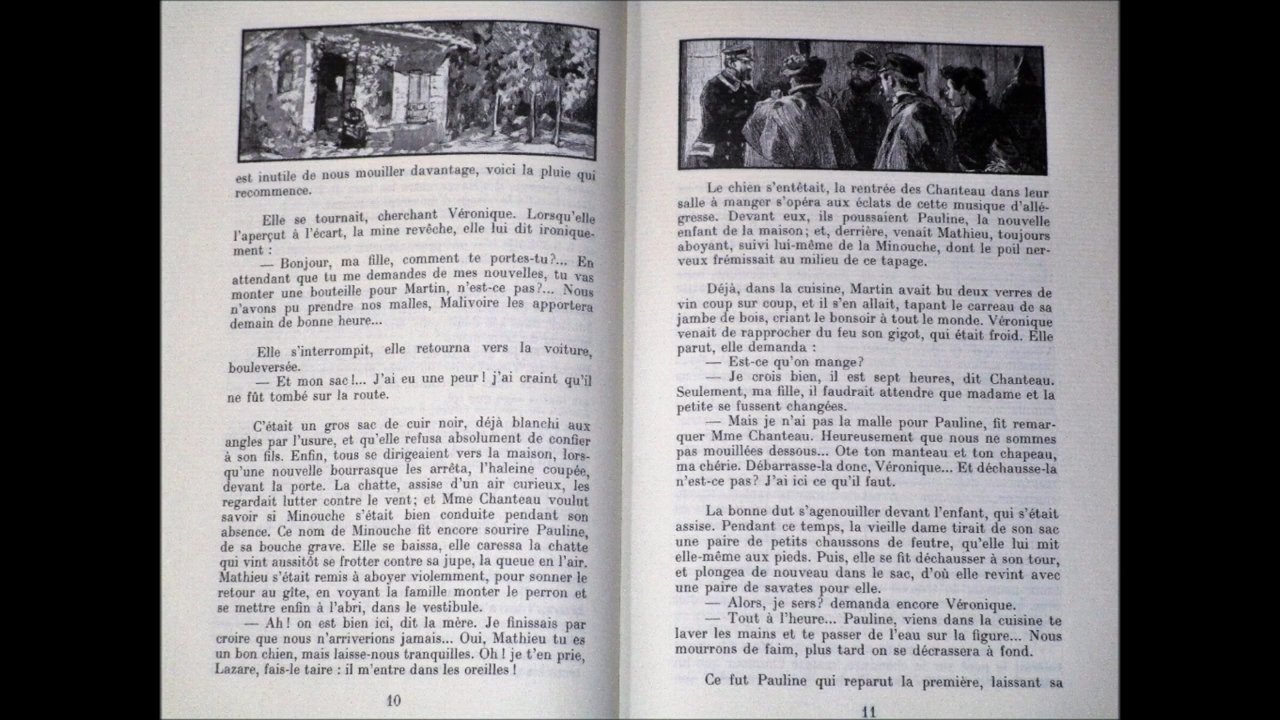 est inutile de nous mouiller davantage, voici la pluie qui
recommence.
Elle se tournait, cherchant Véronique. Lorsqu'elle
l'aperçut à l'écart, la mine revêche, elle lui dit ironique-
ment :
— Bonjour, ma fille, comment te portes-tu?... En
attendant que tu me demandes de mes nouvelles, tu vas
monter une bouteille pour Martin, n'est-ce pas?... Nous
n'avons pu prendre nos malles, Malivoire les apportera
demain de bonne heure...
Elle s'interrompit, elle retourna vers la voiture,
bouleversée.
— Et mon sac!... J'ai eu une peur! j'ai craint qu'il
ne fût tombé sur la route.
C'était un gros sac de cuir noir, déjà blanchi aux
angles par l'usure, et qu'elle refusa absolument de confier
à son fils. Enfin, tous se dirigeaient vers la maison, lors-
qu'une nouvelle bourrasque les arrêta, l'haleine coupée,
devant la porte. La chatte, assise d'un air curieux, les
regardait lutter contre le vent; et Mme Chanteau voulut
savoir si Minouche s'était bien conduite pendant son
absence. Ce nom de Minouche fit encore sourire Pauline,
de sa bouche grave. Elle se baissa, elle caressa la chatte
qui vint aussitôt se frotter contre sa jupe, la queue en l'air.
Mathieu s'était remis à aboyer violemment, pour sonner le
retour au gîte, en voyant la famille monter le perron et
se mettre enfin à l'abri, dans le vestibule.
— Ah! on est bien ici, dit la mère. Je finissais par
croire que nous n'arriverions jamais... Oui, Mathieu tu es
un bon chien, mais laisse-nous tranquilles. Oh! je t'en prie,
Lazare, fais-le taire : il m'entre dans les oreilles!
10
Le chien s'entêtait, la rentrée des Chanteau dans leur
salle à manger s'opéra aux éclats de cette musique d'allé-
gresse. Devant eux, ils poussaient Pauline, la nouvelle
enfant de la maison; et, derrière, venait Mathieu, toujours
aboyant, suivi lui-même de la Minouche, dont le poil ner-
veux frémissait au milieu de ce tapage.
Déjà, dans la cuisine, Martin avait bu deux verres de
vin coup sur coup, et il s'en allait, tapant le carreau de sa
jambe de bois, criant le bonsoir à tout le monde. Véronique
venait de rapprocher du feu son gigot, qui était froid. Elle
parut, elle demanda :
— Est-ce qu'on mange?
— Je crois bien, il est sept heures, dit Chanteau.
Seulement, ma fille, il faudrait attendre que madame et la
petite se fussent changées.
— Mais je n'ai pas la malle pour Pauline, fit remar-
quer Mme Chanteau. Heureusement que nous ne sommes
pas mouillées dessous... Ote ton manteau et ton chapeau,
ma chérie. Débarrasse-la donc, Véronique... Et déchausse-la
n'est-ce pas? J'ai ici ce qu'il faut.
La bonne dut s'agenouiller devant l'enfant, qui s'était
assise. Pendant ce temps, la vieille dame tirait de son sac
une paire de petits chaussons de feutre, qu'elle lui mit
elle-même aux pieds. Puis, elle se fit déchausser à son tour,
et plongea de nouveau dans le sac, d'où elle revint avec
une paire de savates pour elle.
— Alors, je sers? demanda encore Véronique.
— Tout à l'heure... Pauline, viens dans la cuisine te
laver les mains et te passer de l'eau sur la figure... Nous
mourrons de faim, plus tard on se décrassera à fond.
Ce fut Pauline qui reparut la première, laissant sa
11